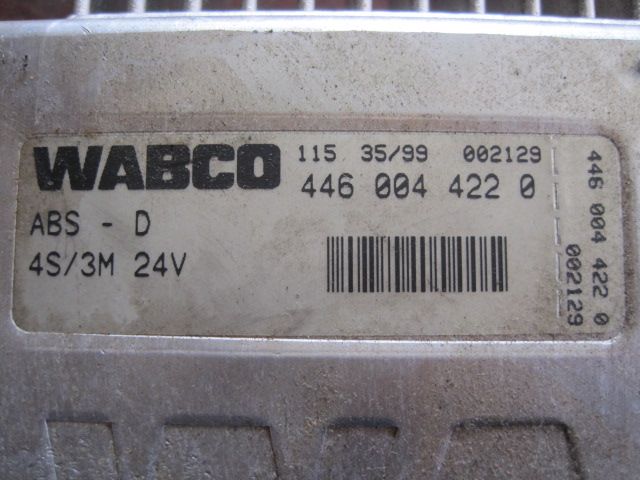 WABCO 115 35/99 002129
446 004 422 0
ABS - D
4S/3M 24V
446 004 422 0
002129